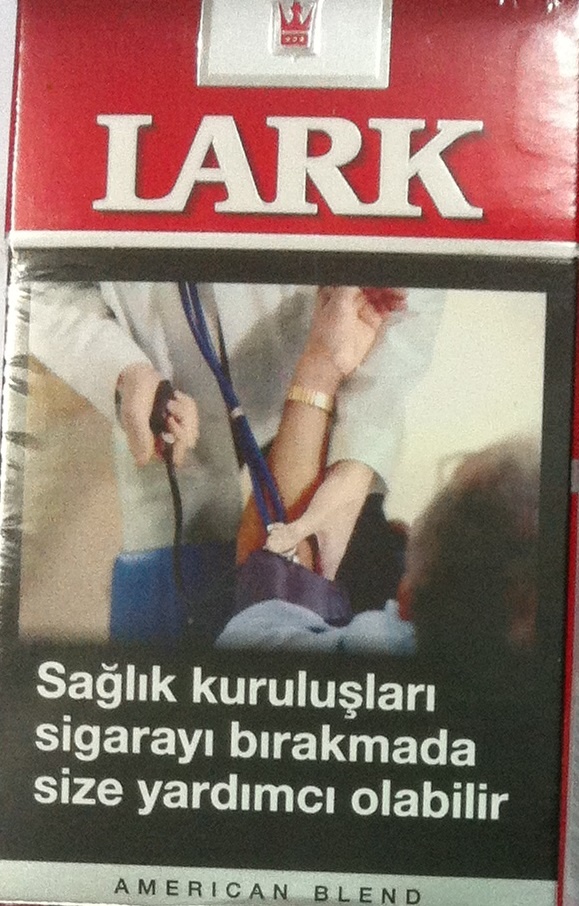 LARK
Sağlık kuruluşları
sigarayı bırakmada
size yardımcı olabilir
AMERICAN BLEND